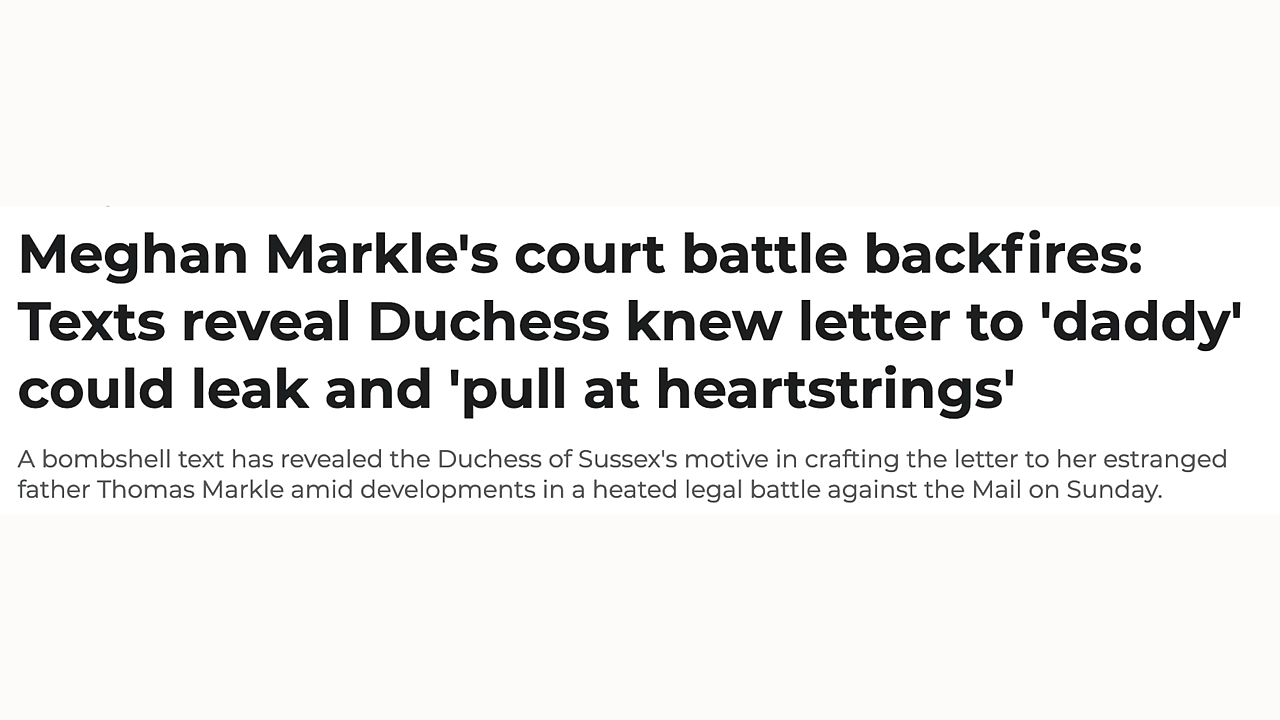 Meghan Markle's court battle backfires:
Texts reveal Duchess knew letter to 'daddy'
could leak and 'pull at heartstrings'
A bombshell text has revealed the Duchess of Sussex's motive in crafting the letter to her estranged
father Thomas Markle amid developments in a heated legal battle against the Mail on Sunday.